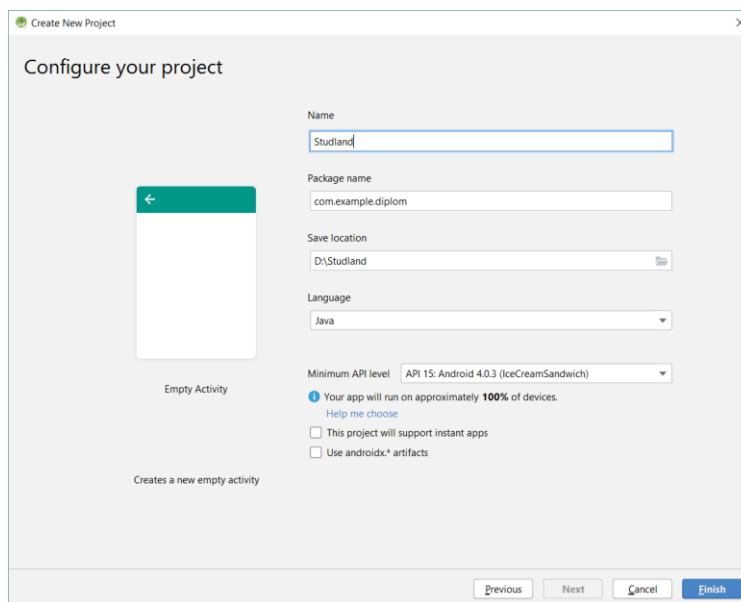 Create New Project
Configure your project
Name
Studland
Package name
com.example.diplom
Save location
D:\Studland
Language
Java
Minimum API level
API 15: Android 4.0.3 (IceCreamSandwich)
Your app will run on approximately 100% of devices.
Help me choose
This project will support instant apps
Use androidx.* artifacts
Empty Activity
Creates a new empty activity
Previous
Next
Cancel
Finish